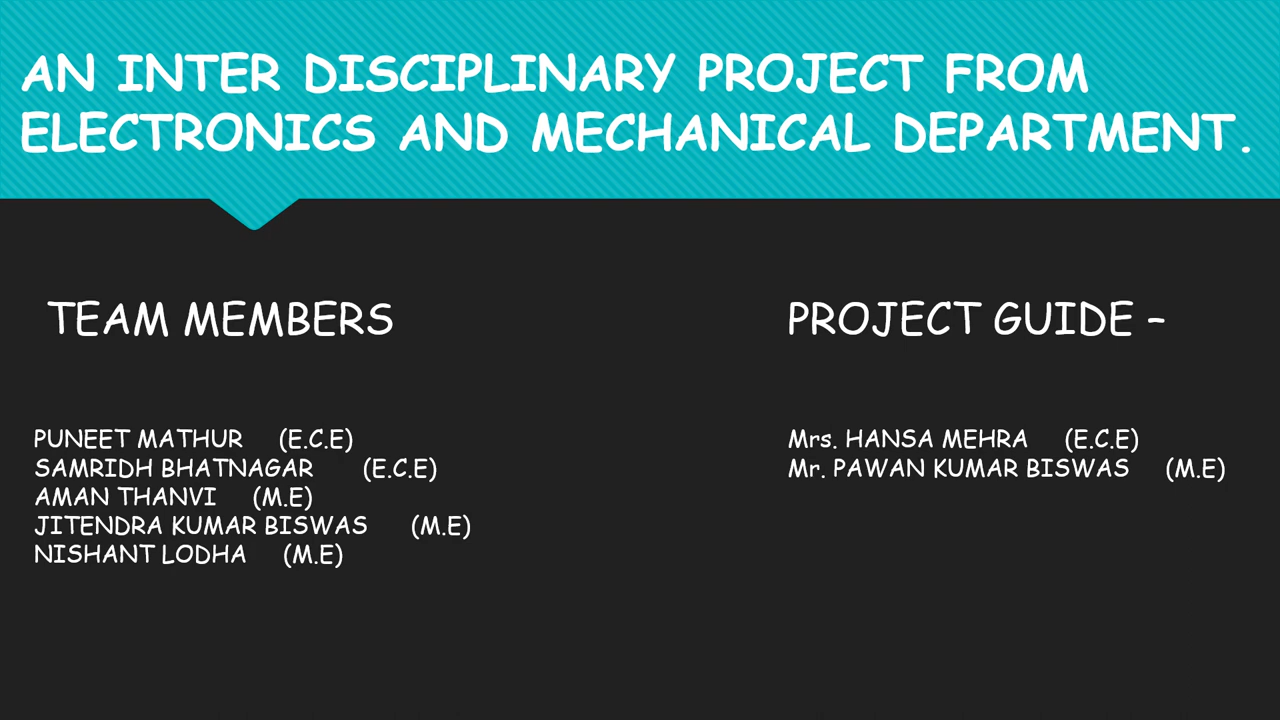 AN INTER DISCIPLINARY PROJECT FROM
ELECTRONICS AND MECHANICAL DEPARTMENT.
TEAM MEMBERS
PUNEET MATHUR (E.C.E)
SAMRIDH BHATNAGAR (E.C.E)
AMAN THANVI (M.E)
JITENDRA KUMAR BISWAS (M.E)
NISHANT LODHA (M.E)
PROJECT GUIDE –
Mrs. HANSA MEHRA (E.C.E)
Mr. PAWAN KUMAR BISWAS (M.E)